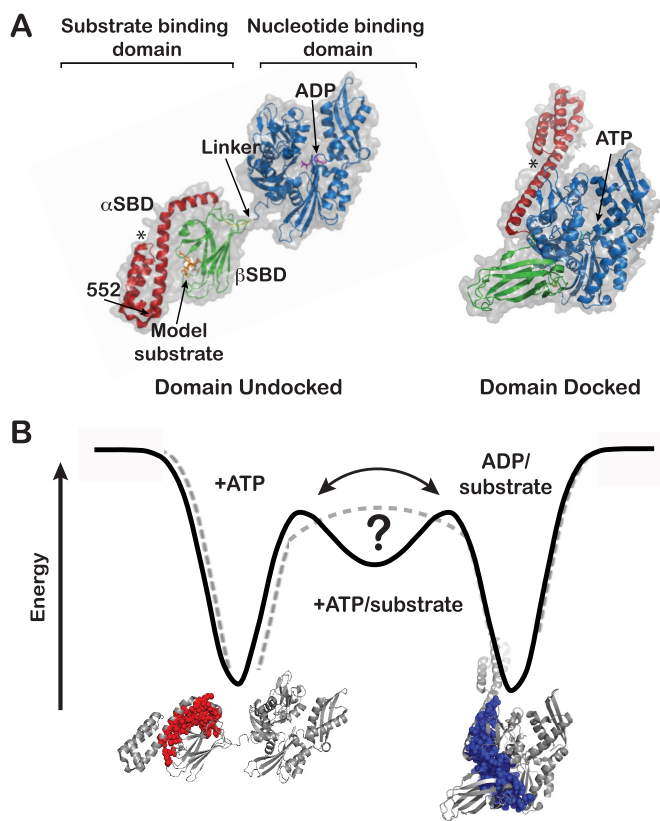 A
Substrate binding
domain
Nucleotide binding
domain
ADP
Linker
αSBD
*
βSBD
552
Model
substrate
ATP
*
Domain Undocked
Domain Docked
B
+ATP
ADP/
substrate
?
+ATP/substrate
Energy